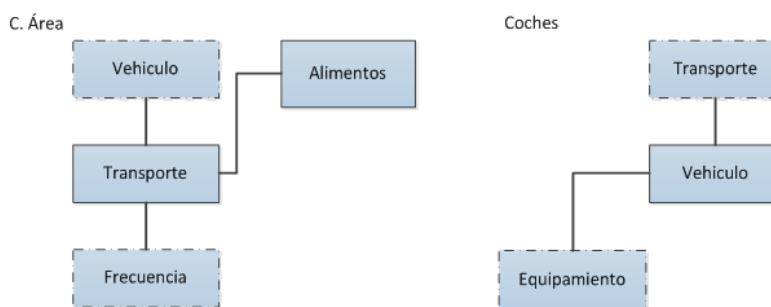 C. Área
Vehiculo
Alimentos
Transporte
Frecuencia
Coches
Transporte
Vehiculo
Equipamiento